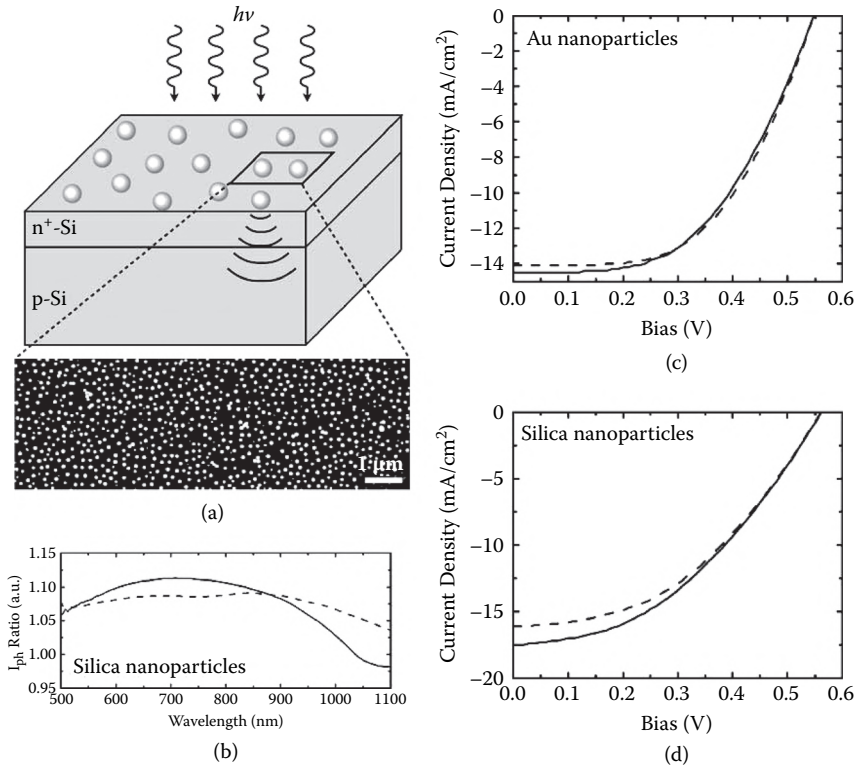 hν
n⁺-Si
p-Si
1 μm
(a)
1.15
1.10
1.05
1.00
0.95
I_ph Ratio (a.u.)
Silica nanoparticles
500 600 700 800 900 1000 1100
Wavelength (nm)
(b)
0
−2
−4
−6
−8
−10
−12
−14
Current Density (mA/cm²)
Au nanoparticles
0.0 0.1 0.2 0.3 0.4 0.5 0.6
Bias (V)
(c)
0
−5
−10
−15
−20
Current Density (mA/cm²)
Silica nanoparticles
0.0 0.1 0.2 0.3 0.4 0.5 0.6
Bias (V)
(d)